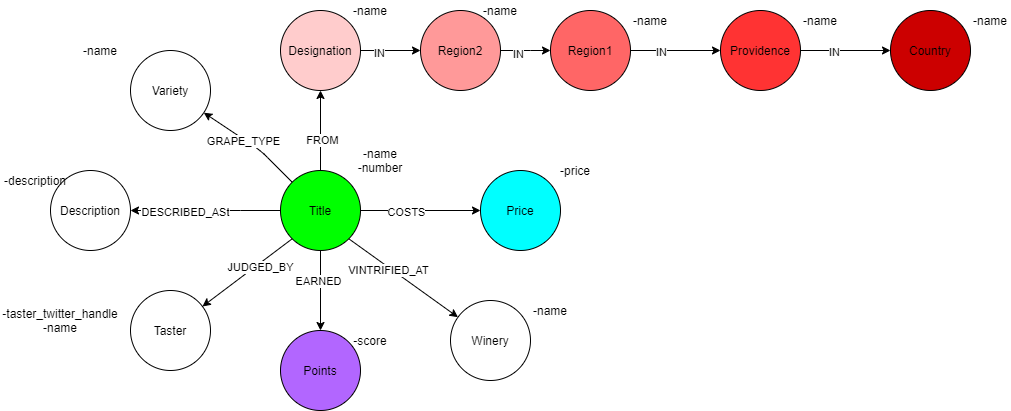 -name
-name
-name
-name
-name
Designation
IN
Region2
IN
Region1
IN
Providence
IN
Country
-name
Variety
GRAPE_TYPE
FROM
-name
-number
-description
Description
DESCRIBED_ASt
Title
COSTS
Price
-price
JUDGED_BY
EARNED
VINTRIFIED_AT
-taster_twitter_handle
-name
Taster
Points
-score
Winery
-name